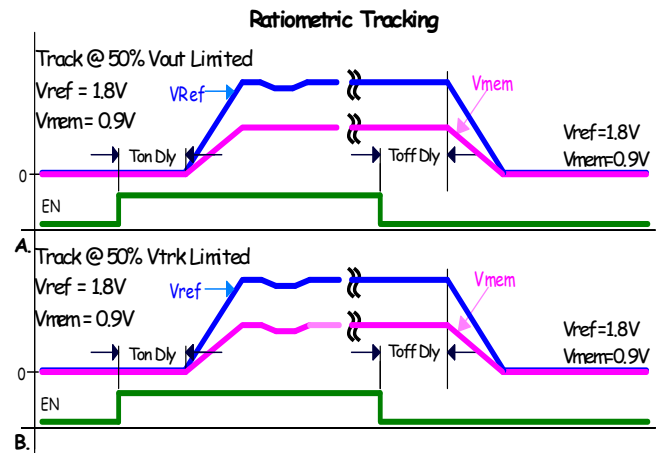 Ratiometric Tracking
Track @ 50% Vout Limited
Vref = 1.8V
VRef
Vmem
Vmem = 0.9V
Vref=1.8V
Ton Dly
Toff Dly
Vmem=0.9V
0
EN
A.
Track @ 50% Vtrk Limited
Vref = 1.8V
Vref
Vmem
Vmem = 0.9V
Vref=1.8V
Ton Dly
Toff Dly
Vmem=0.9V
0
EN
B.